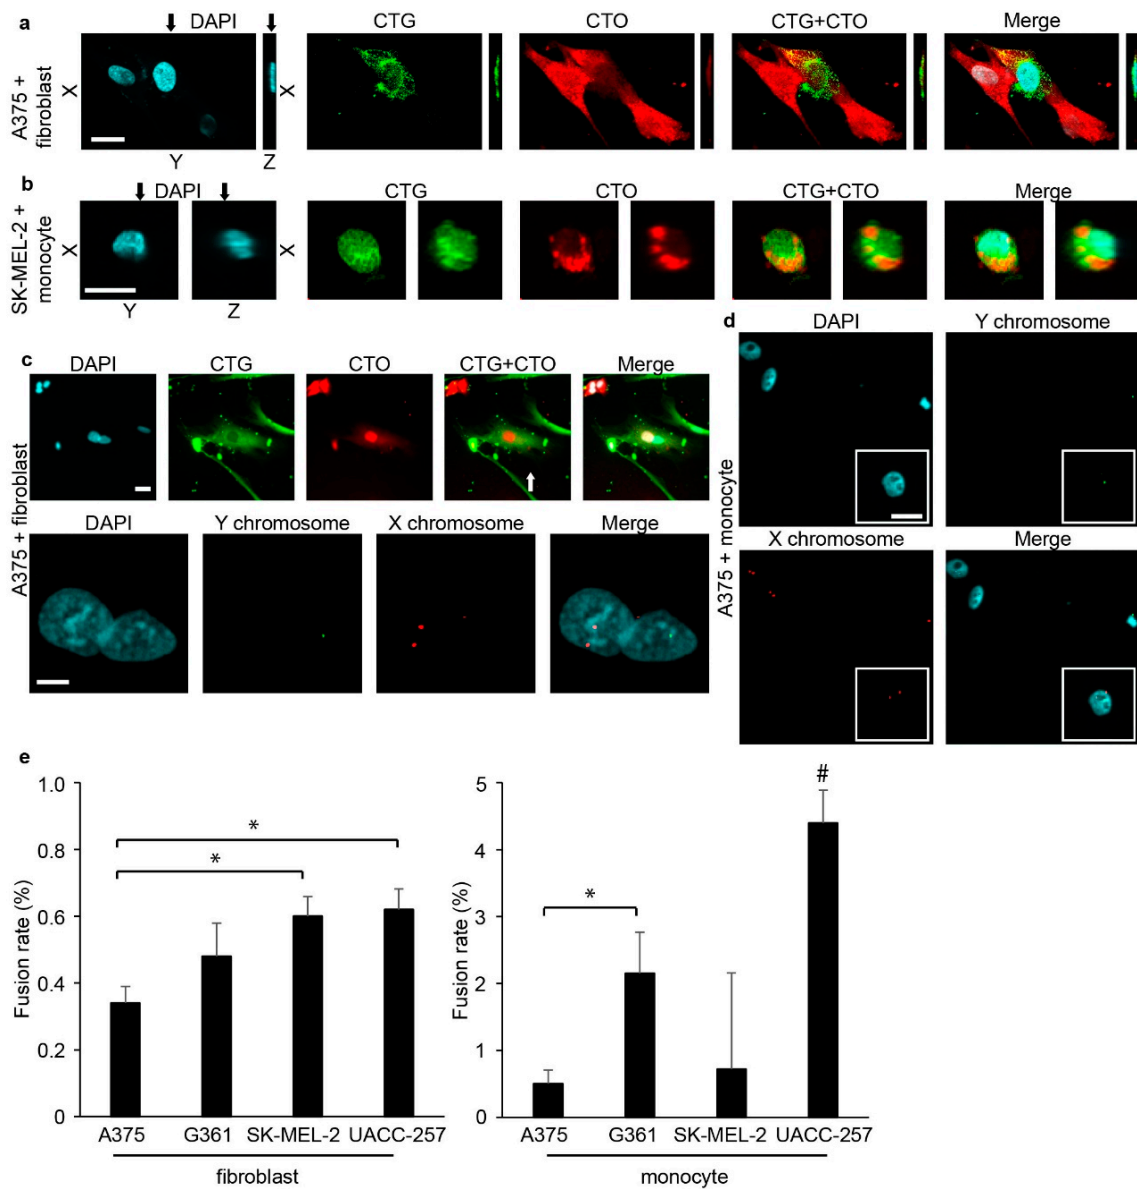 a
DAPI CTG CTO CTG+CTO Merge
A375 +
fibroblast
X X
Y Z
b
DAPI CTG CTO CTG+CTO Merge
SK-MEL-2 +
monocyte
X X
Y Z
c
DAPI CTG CTO CTG+CTO Merge
A375 + fibroblast
DAPI Y chromosome X chromosome Merge
d
DAPI Y chromosome
A375 + monocyte
X chromosome Merge
e
Fusion rate (%)
1.0
0.8
0.6
0.4
0.2
0
*
*
A375 G361 SK-MEL-2 UACC-257
fibroblast
Fusion rate (%)
5
4
3
2
1
0
#
*
A375 G361 SK-MEL-2 UACC-257
monocyte